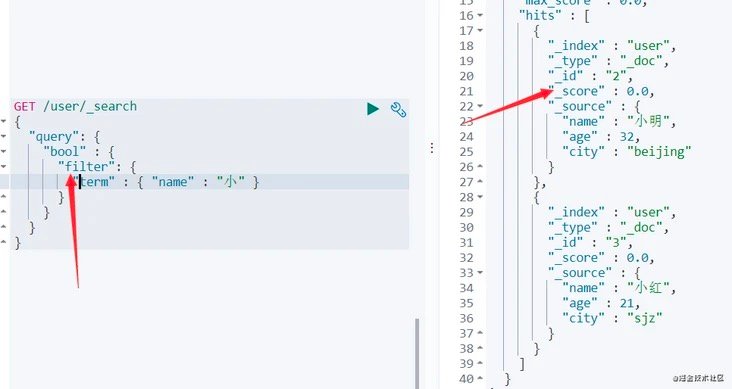 GET /user/_search
{
"query": {
"bool" : {
"filter": {
"term" : { "name" : "小" }
}
}
}
}
15 "max_score" : 0.0,
16 "hits" : [
17 {
18 "_index" : "user",
19 "_type" : "_doc",
20 "_id" : "2",
21 "_score" : 0.0,
22 "_source" : {
23 "name" : "小明",
24 "age" : 32,
25 "city" : "beijing"
26 }
27 },
28 {
29 "_index" : "user",
30 "_type" : "_doc",
31 "_id" : "3",
32 "_score" : 0.0,
33 "_source" : {
34 "name" : "小红",
35 "age" : 21,
36 "city" : "sjz"
37 }
38 }
39 ]
40 }
@掘金技术社区